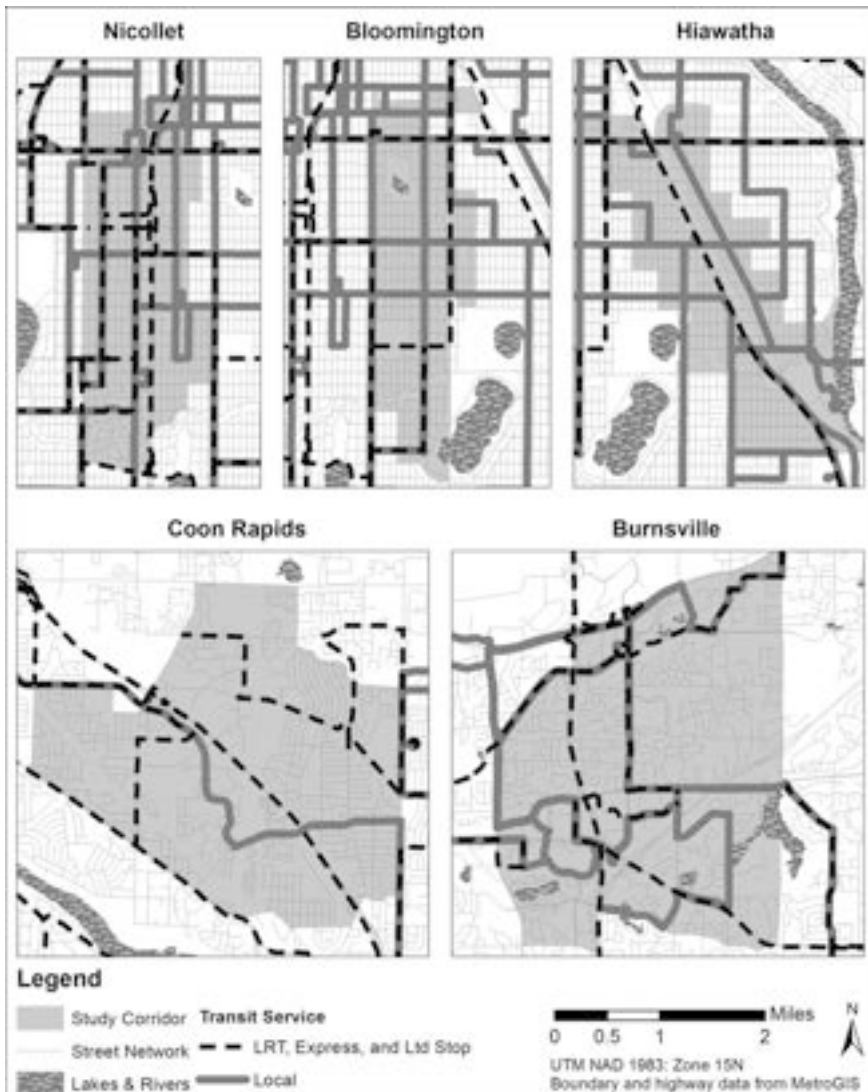 Nicollet
Bloomington
Hiawatha
Coon Rapids
Burnsville
Legend
Study Corridor
Street Network
Lakes & Rivers
Transit Service
LRT, Express, and Ltd Stop
Local
Miles
0 0.5 1 2
N
UTM NAD 1983: Zone 15N
Boundary and highway data from MetroGIS